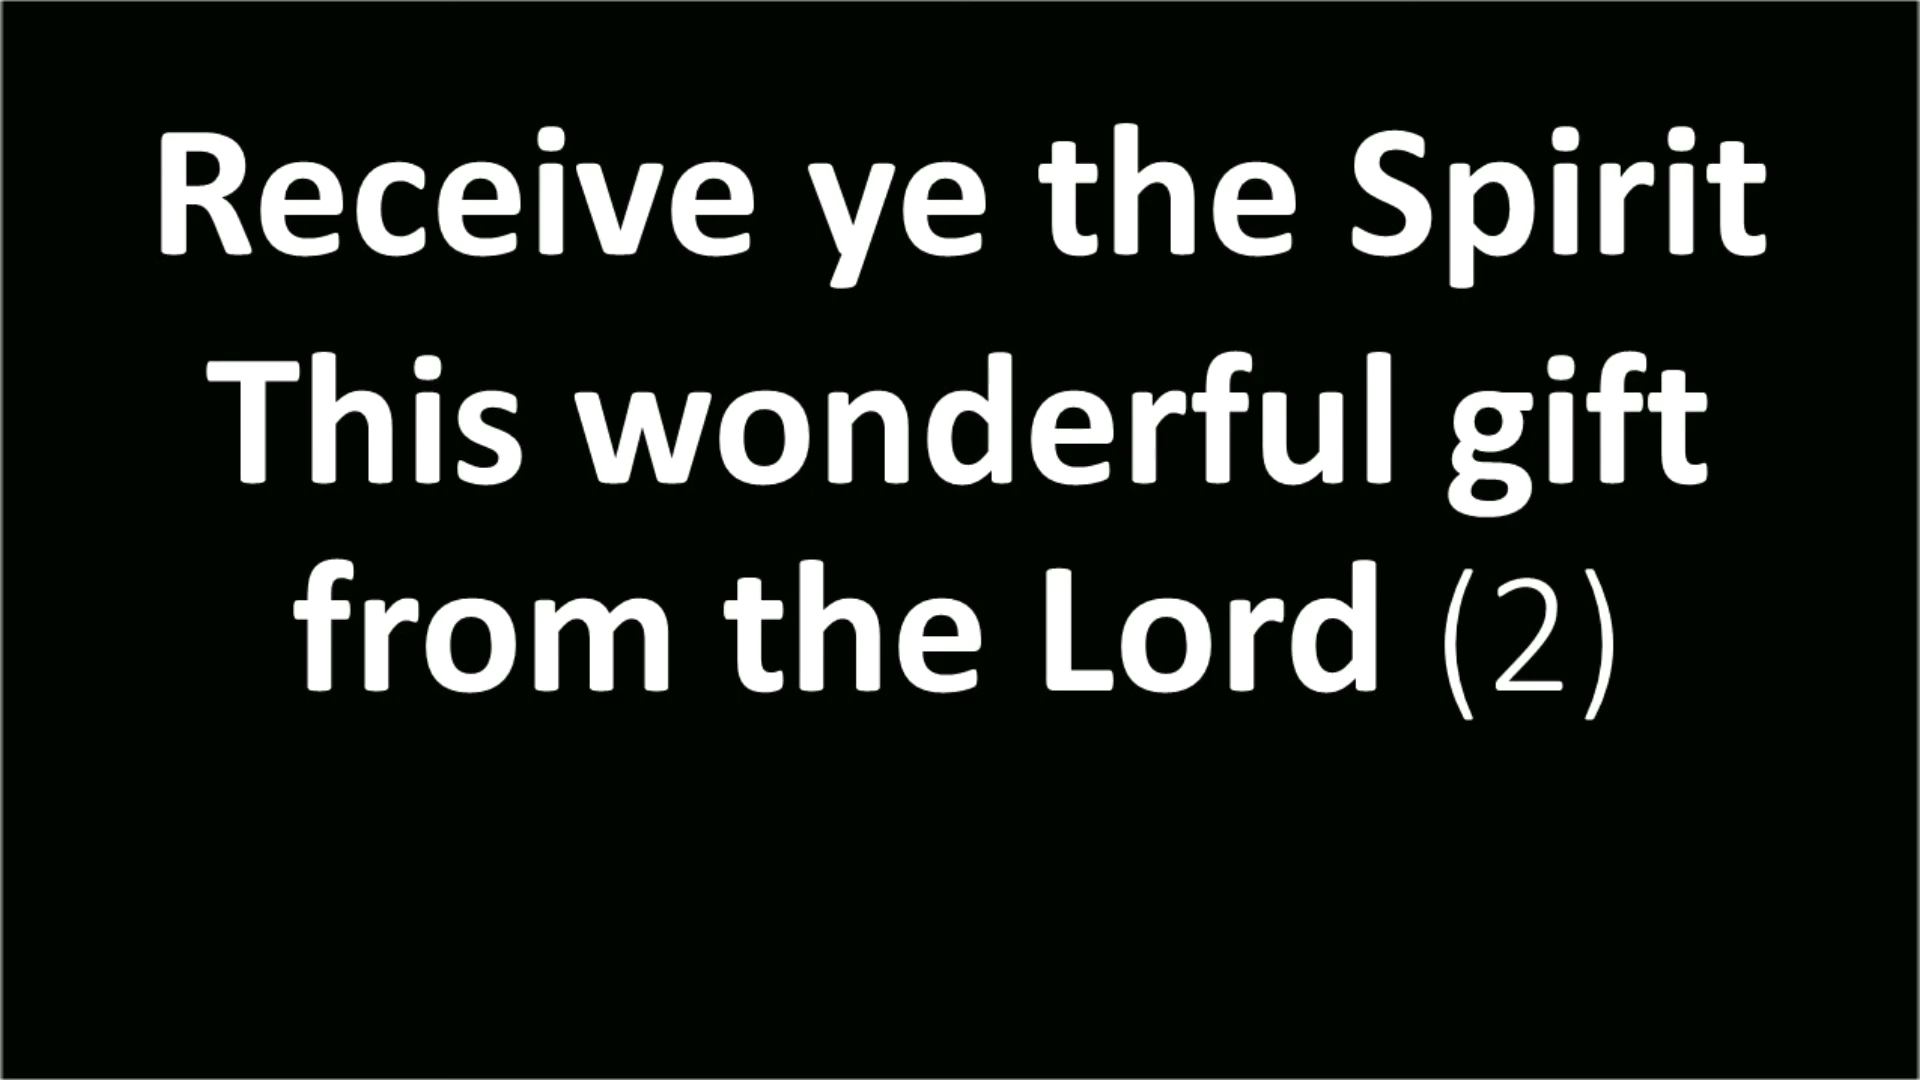 Receive ye the Spirit
This wonderful gift
from the Lord (2)